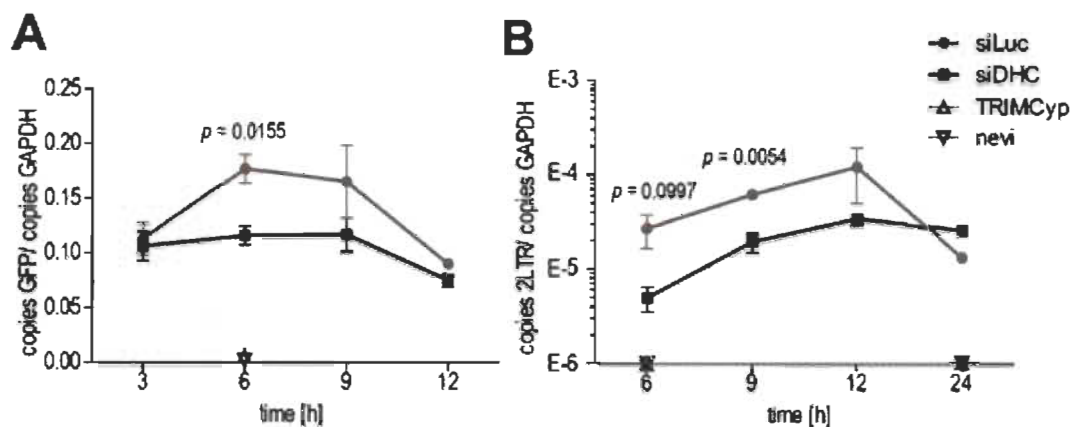 A
copies GFP/ copies GAPDH
0.25
0.20
0.15
0.10
0.05
0.00
p = 0.0155
3 6 9 12
time [h]
B
copies 2LTR/ copies GAPDH
E-3
E-4
E-5
E-6
p = 0.0997
p = 0.0054
6 9 12 24
time [h]
siLuc
siDHC
TRIMCyp
nevi